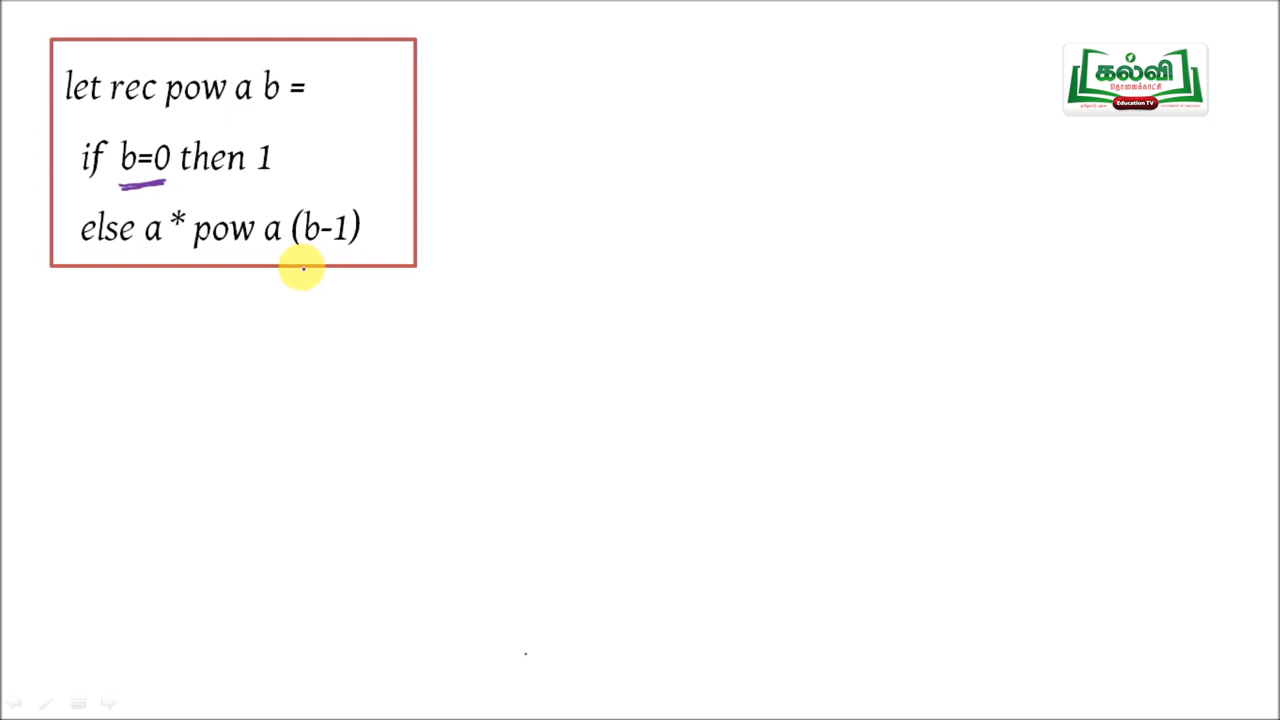 let rec pow a b =
if b=0 then 1
else a * pow a (b-1)
கல்வி
தொலைக்காட்சி
Education TV